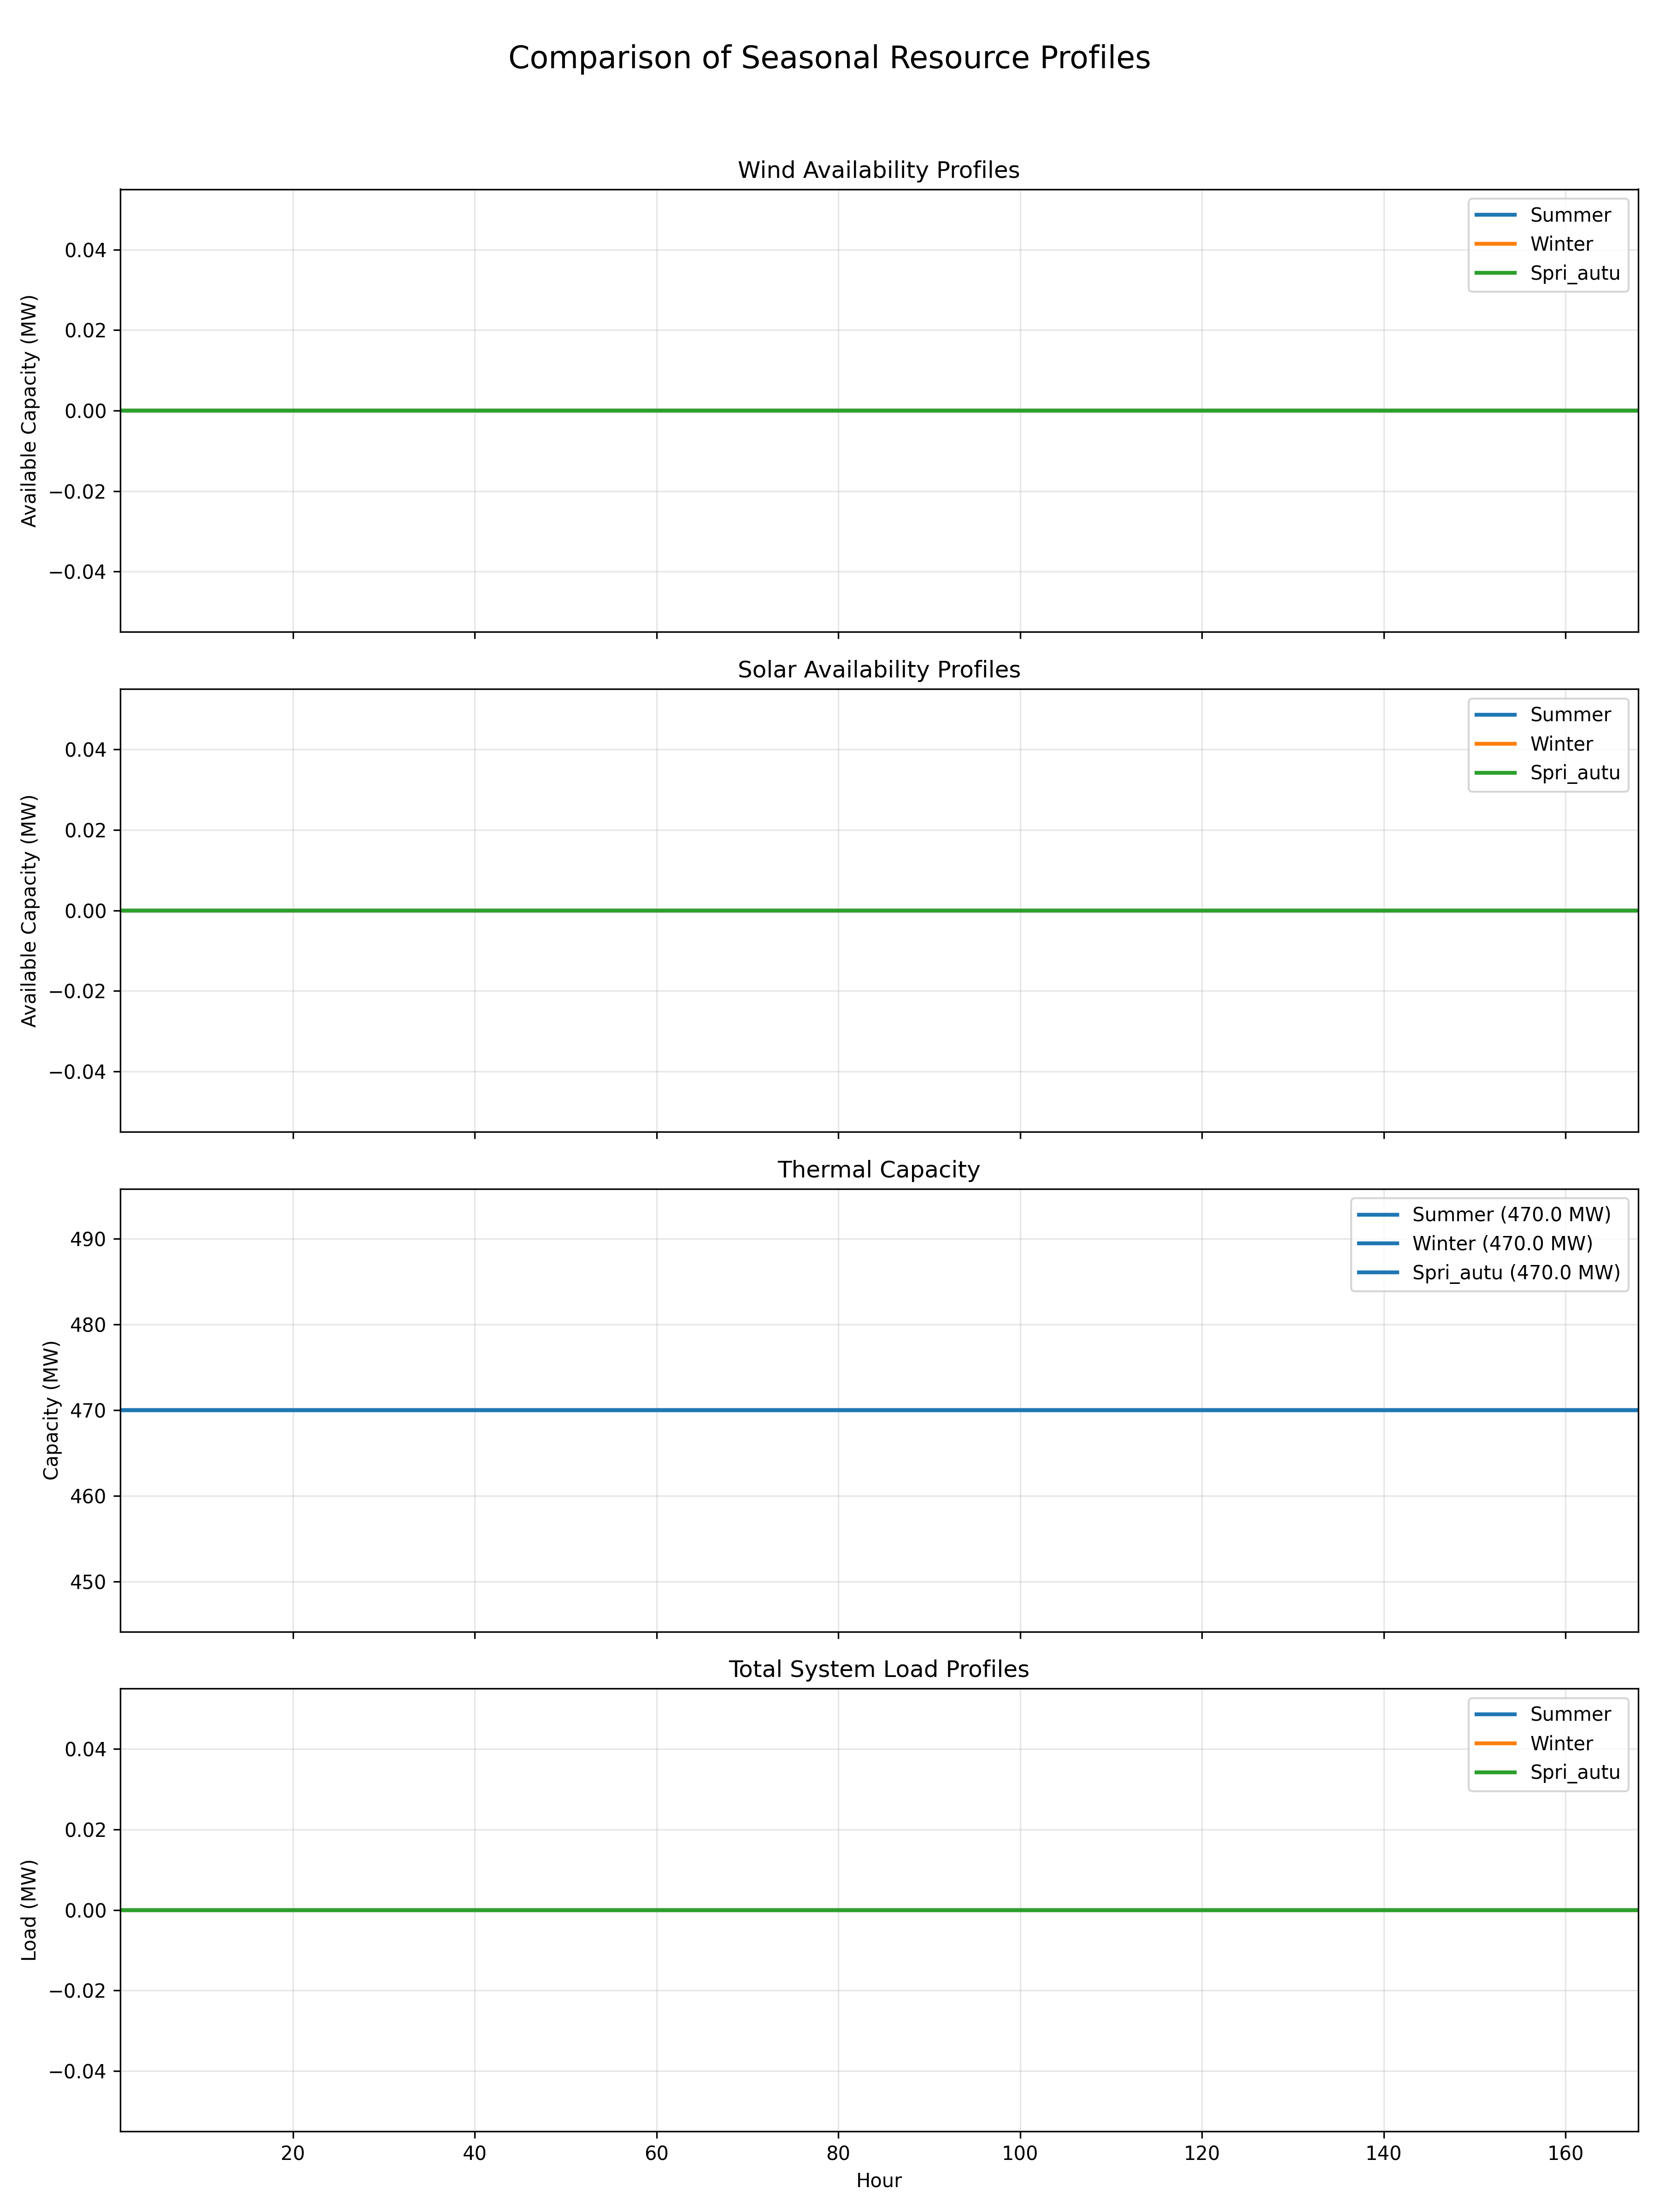 Comparison of Seasonal Resource Profiles
Wind Availability Profiles
Available Capacity (MW)
0.04
0.02
0.00
−0.02
−0.04
Summer
Winter
Spri_autu
Solar Availability Profiles
Available Capacity (MW)
0.04
0.02
0.00
−0.02
−0.04
Summer
Winter
Spri_autu
Thermal Capacity
Capacity (MW)
490
480
470
460
450
Summer (470.0 MW)
Winter (470.0 MW)
Spri_autu (470.0 MW)
Total System Load Profiles
Load (MW)
0.04
0.02
0.00
−0.02
−0.04
Summer
Winter
Spri_autu
20 40 60 80 100 120 140 160
Hour